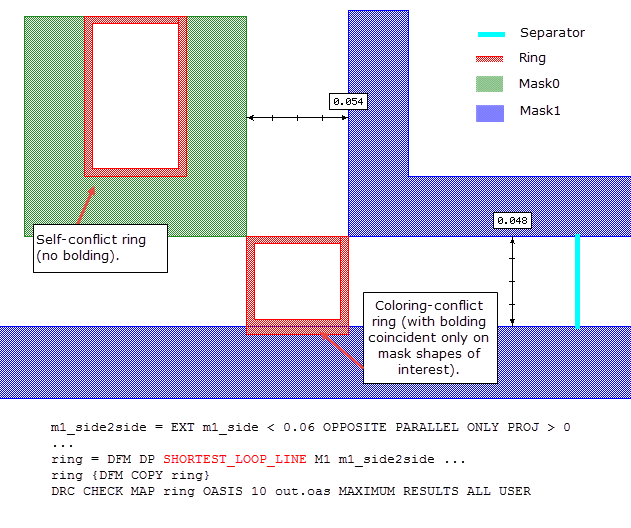 Separator
Ring
Mask0
Mask1
0.054
0.048
Self-conflict ring
(no bolding).
Coloring-conflict
ring (with bolding
coincident only on
mask shapes of
interest).
m1_side2side = EXT m1_side < 0.06 OPPOSITE PARALLEL ONLY PROJ > 0
...
ring = DFM DP SHORTEST_LOOP_LINE M1 m1_side2side ...
ring {DFM COPY ring}
DRC CHECK MAP ring OASIS 10 out.oas MAXIMUM RESULTS ALL USER